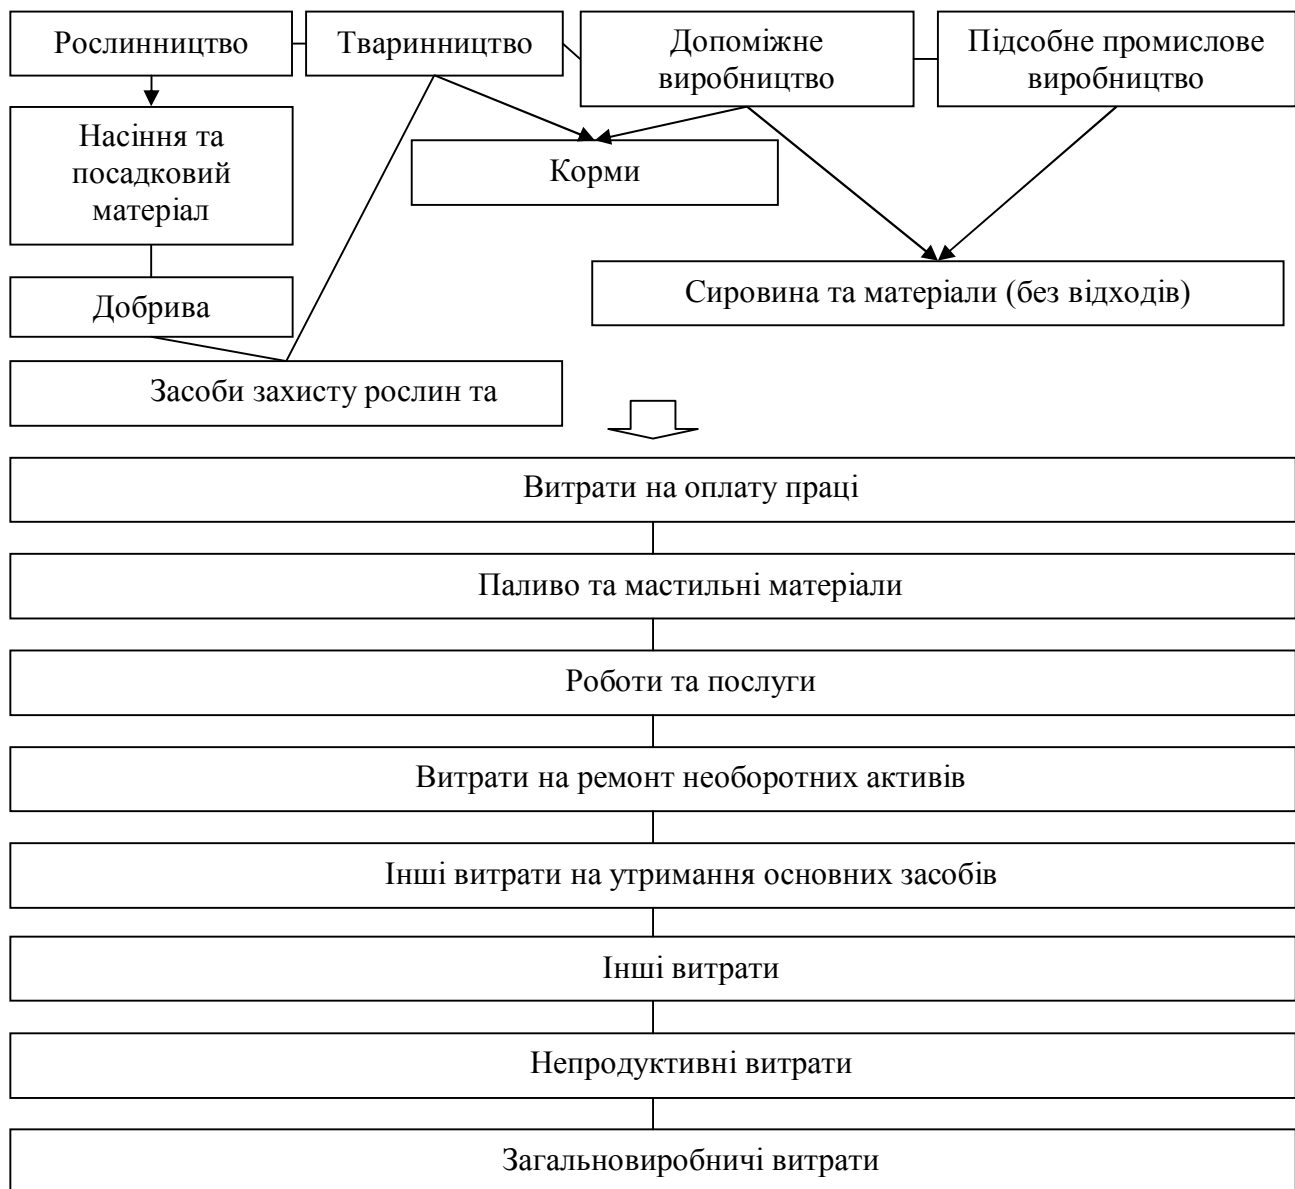 Рослинництво
Тваринництво
Допоміжне
виробництво
Підсобне промислове
виробництво
Насіння та
посадковий
матеріал
Корми
Добрива
Сировина та матеріали (без відходів)
Засоби захисту рослин та
Витрати на оплату праці
Паливо та мастильні матеріали
Роботи та послуги
Витрати на ремонт необоротних активів
Інші витрати на утримання основних засобів
Інші витрати
Непродуктивні витрати
Загальновиробничі витрати